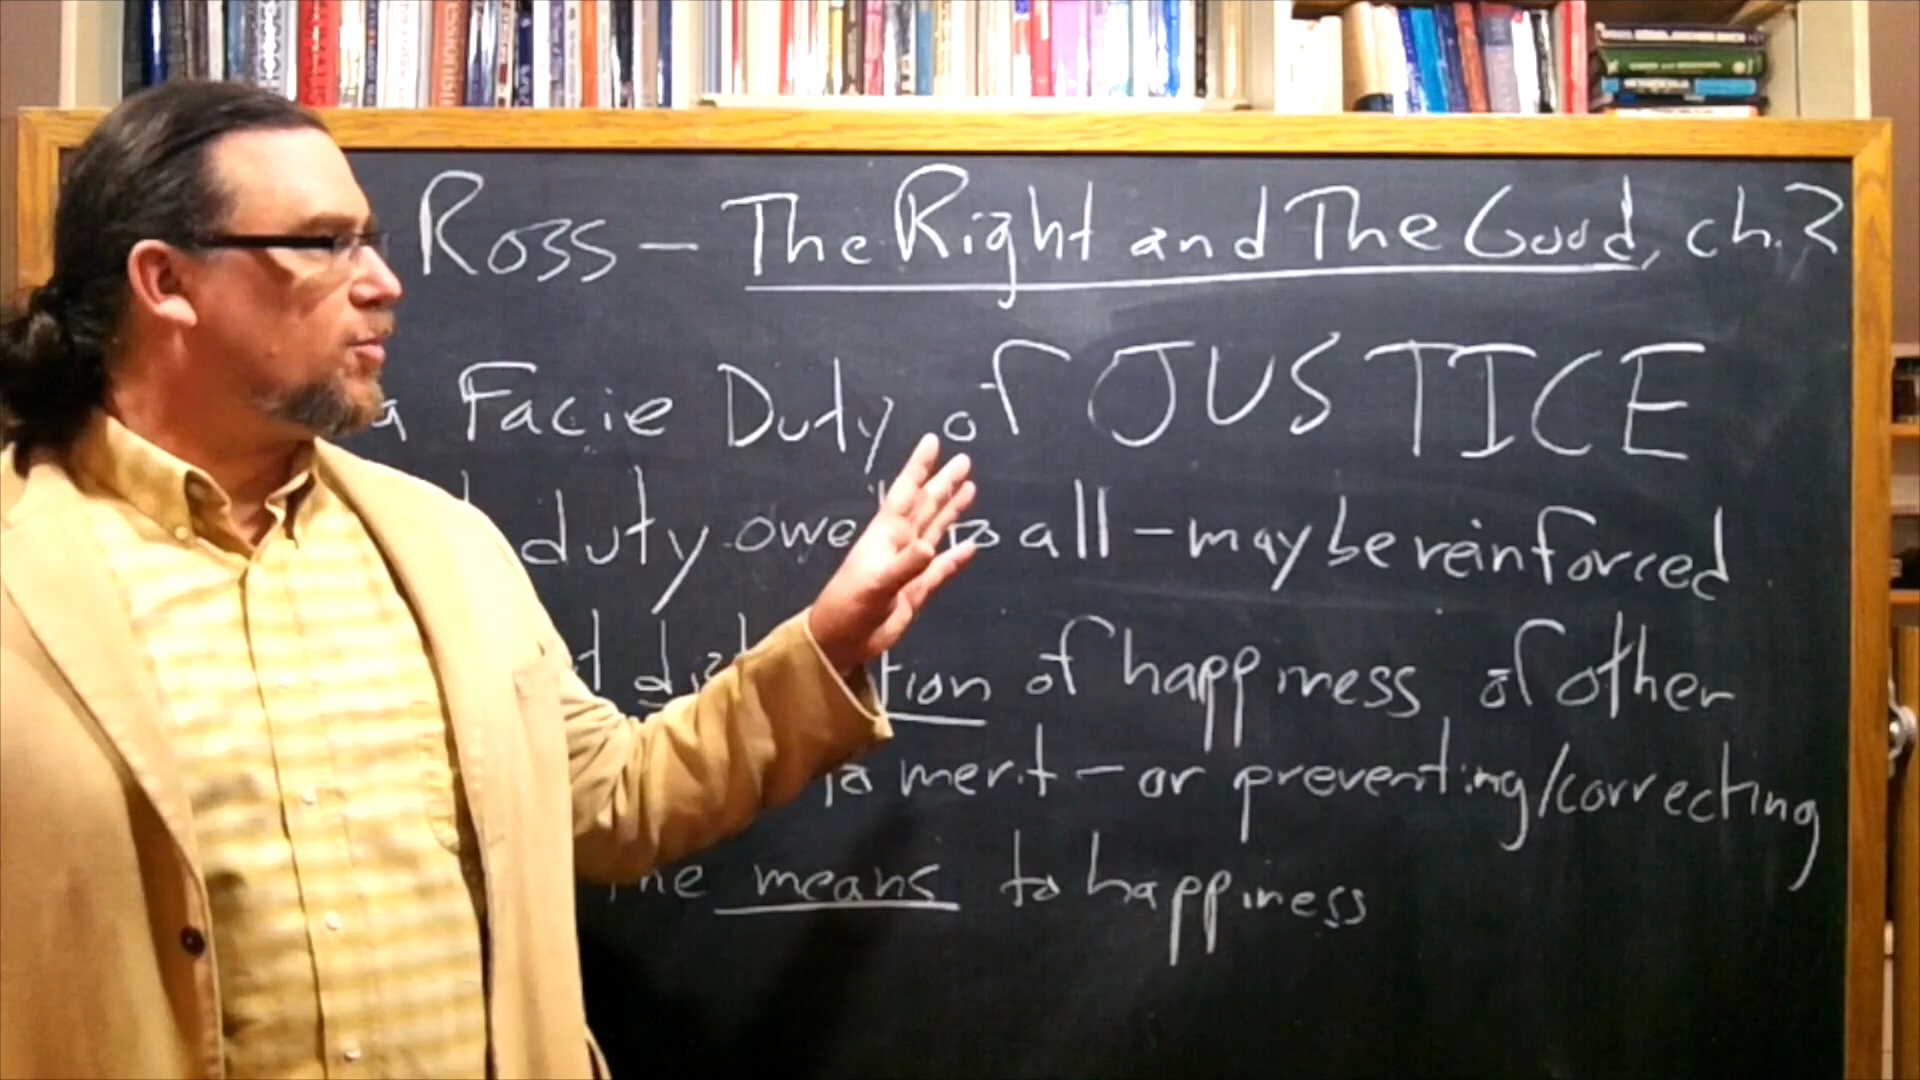 Ross – The Right and The Good, ch. 2
a Facie Duty of JUSTICE
duty owe all – may be reinforced
tion of happiness of other
merit – or preventing/correcting
means to happiness